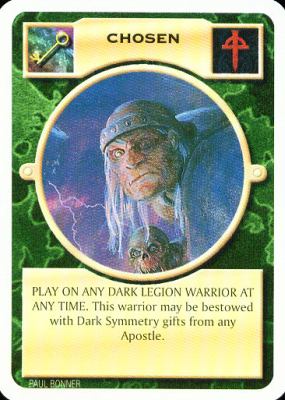 CHOSEN
PLAY ON ANY DARK LEGION WARRIOR AT
ANY TIME. This warrior may be bestowed
with Dark Symmetry gifts from any
Apostle.
PAUL BONNER